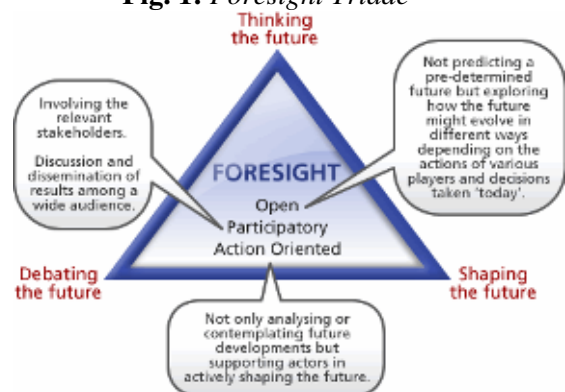 Fig. 1. Foresight Triade
Thinking
the future
Involving the
relevant
stakeholders.
Discussion and
dissemination of
results among a
wide audience.
Not predicting a
pre-determined
future but exploring
how the future
might evolve in
different ways
depending on the
actions of various
players and decisions
taken 'today'.
FORESIGHT
Open
Participatory
Action Oriented
Debating
the future
Shaping
the future
Not only analysing or
contemplating future
developments but
supporting actors in
actively shaping the future.